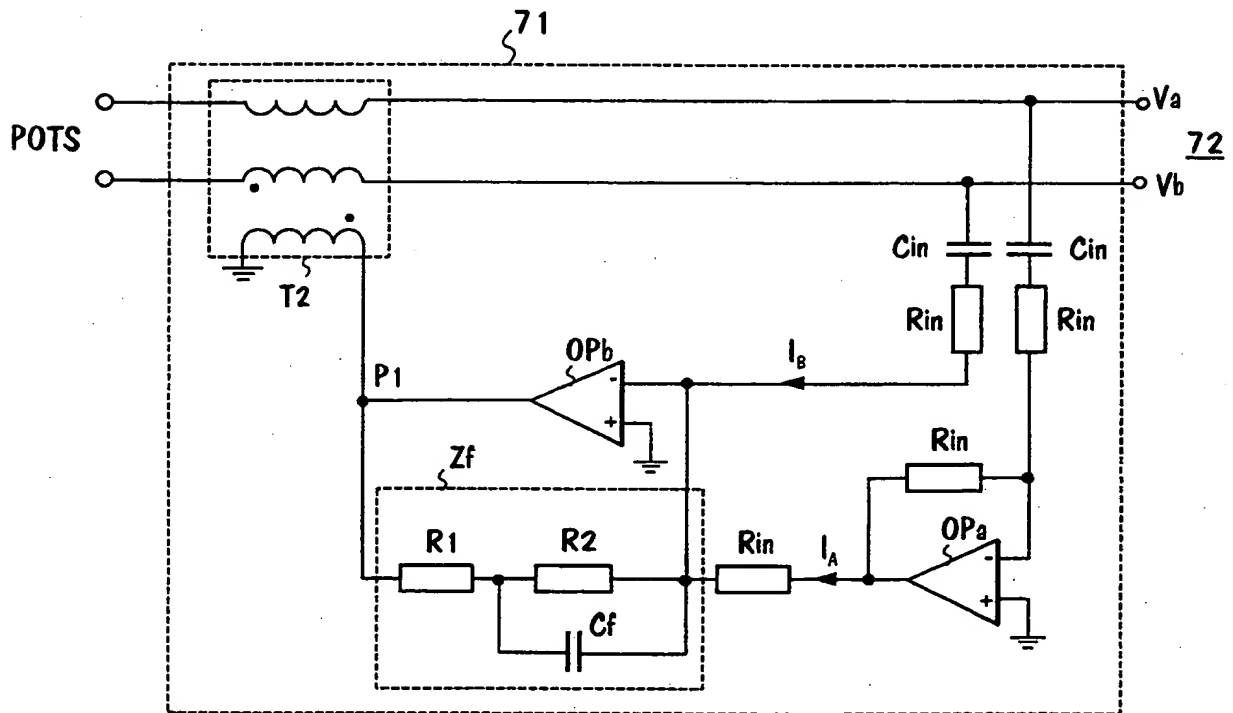 71
POTS
Va
72
Vb
T2
Cin
Cin
Rin
Rin
OPb
IB
P1
-
+
Zf
Rin
R1
R2
Rin
IA
OPa
-
+
Cf